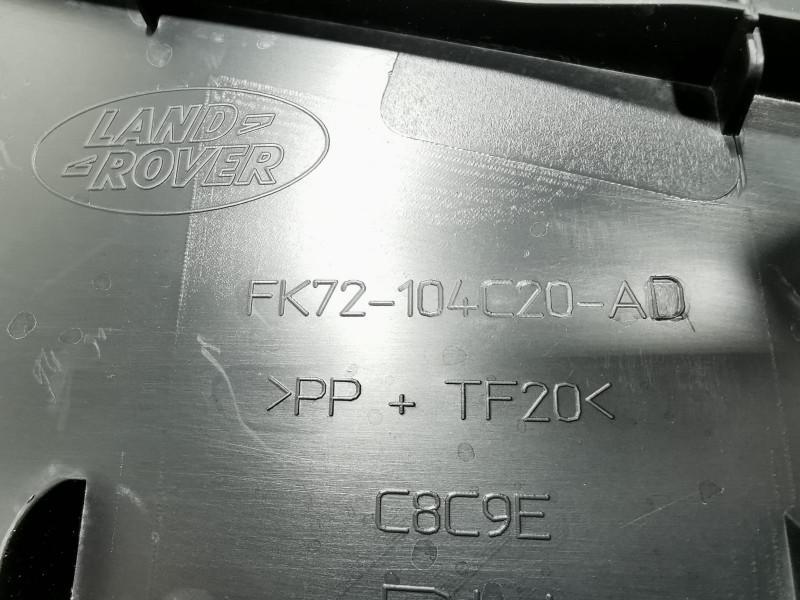 LAND
ROVER
FK72-104C20-AD
>PP + TF20<
C8C9E